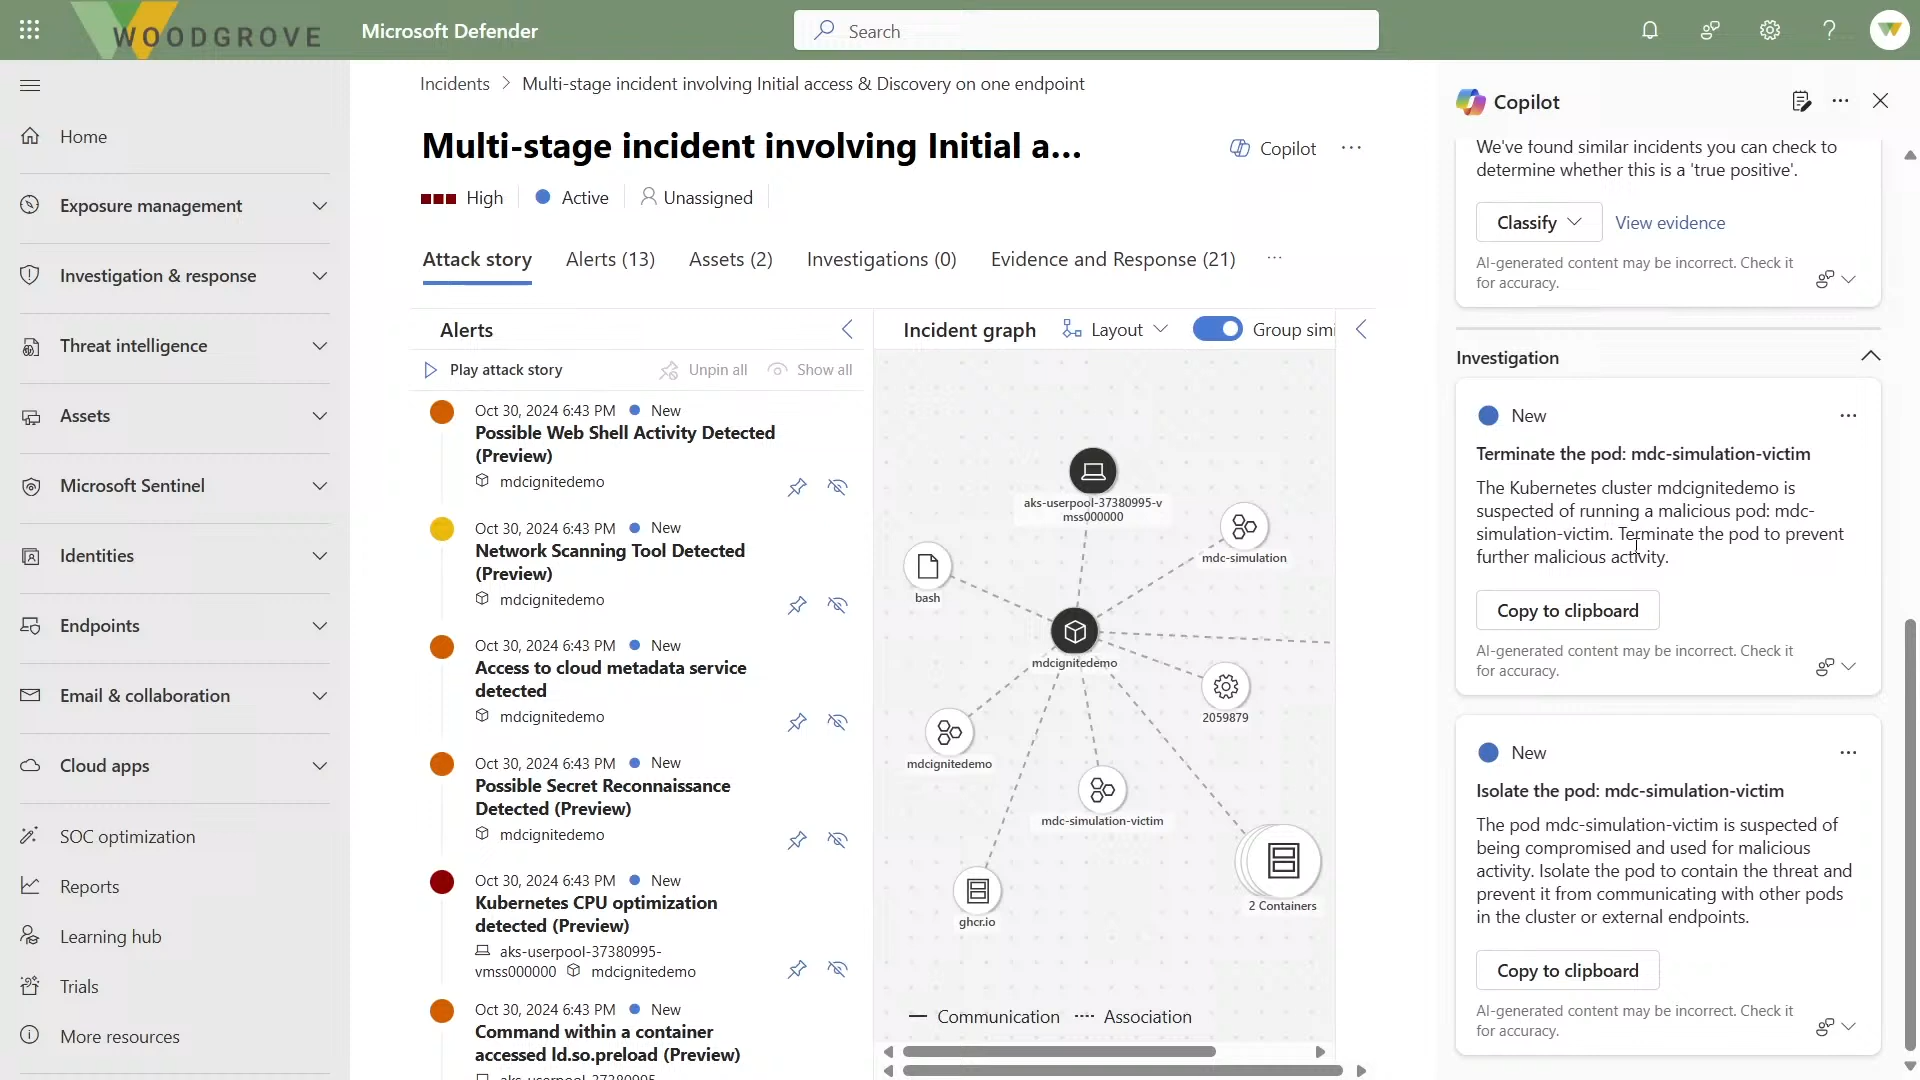 WOODGROVE
Microsoft Defender
Search
Incidents > Multi-stage incident involving Initial access & Discovery on one endpoint
Multi-stage incident involving Initial a...
Copilot
High
Active
Unassigned
Attack story
Alerts (13)
Assets (2)
Investigations (0)
Evidence and Response (21)
Home
Exposure management
Investigation & response
Threat intelligence
Assets
Microsoft Sentinel
Identities
Endpoints
Email & collaboration
Cloud apps
SOC optimization
Reports
Learning hub
Trials
More resources
Alerts
Play attack story
Unpin all
Show all
Oct 30, 2024 6:43 PM New
Possible Web Shell Activity Detected
(Preview)
mdcignitedemo
Oct 30, 2024 6:43 PM New
Network Scanning Tool Detected
(Preview)
mdcignitedemo
Oct 30, 2024 6:43 PM New
Access to cloud metadata service
detected
mdcignitedemo
Oct 30, 2024 6:43 PM New
Possible Secret Reconnaissance
Detected (Preview)
mdcignitedemo
Oct 30, 2024 6:43 PM New
Kubernetes CPU optimization
detected (Preview)
aks-userpool-37380995-
vmss000000 mdcignitedemo
Oct 30, 2024 6:43 PM New
Command within a container
accessed ld.so.preload (Preview)
Incident graph
Layout
Group simi
aks-userpool-37380995-v
mss000000
mdc-simulation
bash
mdcignitedemo
2059879
mdcignitedemo
mdc-simulation-victim
2 Containers
ghcr.io
Communication
Association
Copilot
We've found similar incidents you can check to
determine whether this is a 'true positive'.
Classify
View evidence
AI-generated content may be incorrect. Check it
for accuracy.
Investigation
New
Terminate the pod: mdc-simulation-victim
The Kubernetes cluster mdcignitedemo is
suspected of running a malicious pod: mdc-
simulation-victim. Terminate the pod to prevent
further malicious activity.
Copy to clipboard
AI-generated content may be incorrect. Check it
for accuracy.
New
Isolate the pod: mdc-simulation-victim
The pod mdc-simulation-victim is suspected of
being compromised and used for malicious
activity. Isolate the pod to contain the threat and
prevent it from communicating with other pods
in the cluster or external endpoints.
Copy to clipboard
AI-generated content may be incorrect. Check it
for accuracy.